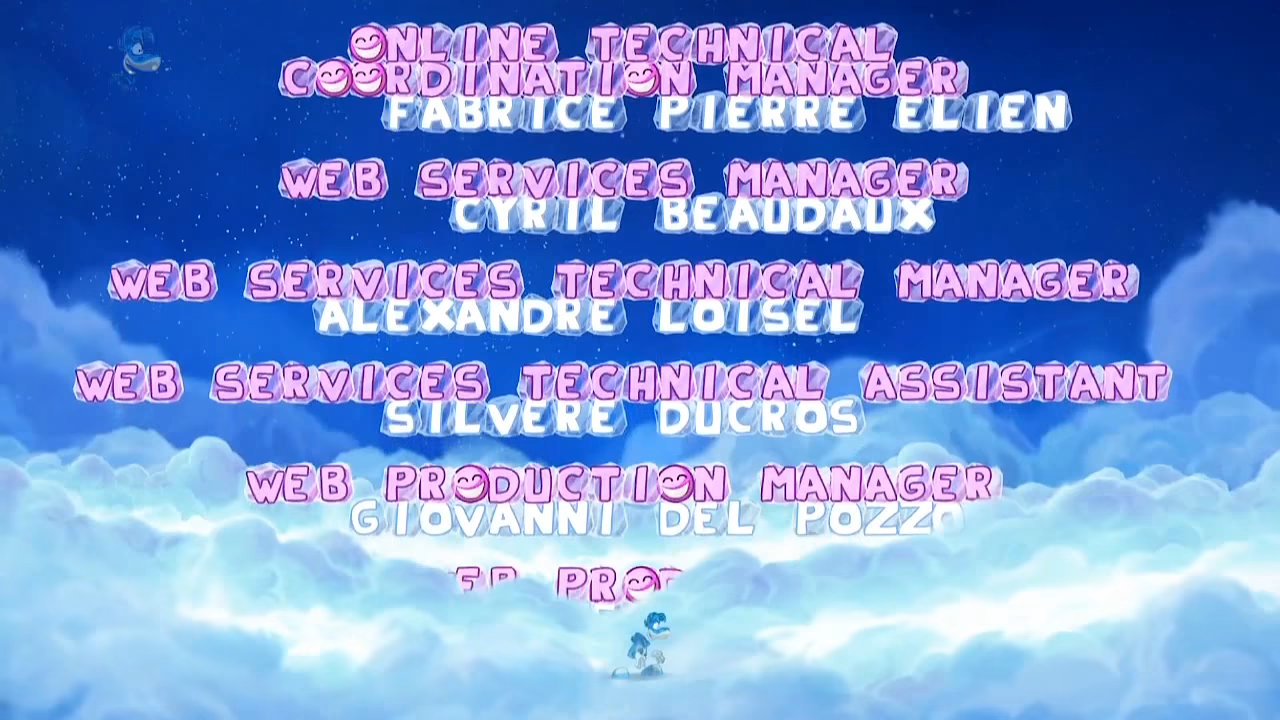 ONLINE TECHNICAL
COORDINATION MANAGER
FABRICE PIERRE ELIEN
WEB SERVICES MANAGER
CYRIL BEAUDAUX
WEB SERVICES TECHNICAL MANAGER
ALEXANDRE LOISEL
WEB SERVICES TECHNICAL ASSISTANT
SILVERE DUCROS
WEB PRODUCTION MANAGER
GIOVANNI DEL POZZO